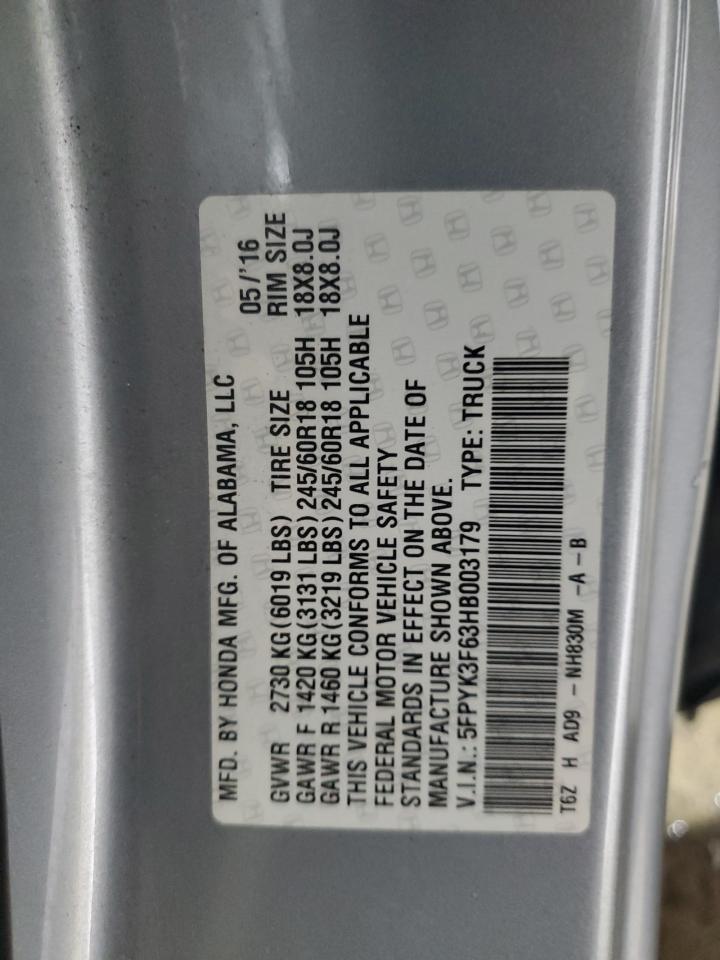 MFD. BY HONDA MFG. OF ALABAMA, LLC 05/'16
GVWR 2730 KG(6019 LBS) TIRE SIZE RIM SIZE
GAWR F 1420 KG(3131 LBS) 245/60R18 105H 18X8.0J
GAWR R 1460 KG(3219 LBS) 245/60R18 105H 18X8.0J
THIS VEHICLE CONFORMS TO ALL APPLICABLE
FEDERAL MOTOR VEHICLE SAFETY
STANDARDS IN EFFECT ON THE DATE OF
MANUFACTURE SHOWN ABOVE.
V.I.N.: 5FPYK3F63HB003179 TYPE: TRUCK
T6Z H AD9 - NH830M -A - B